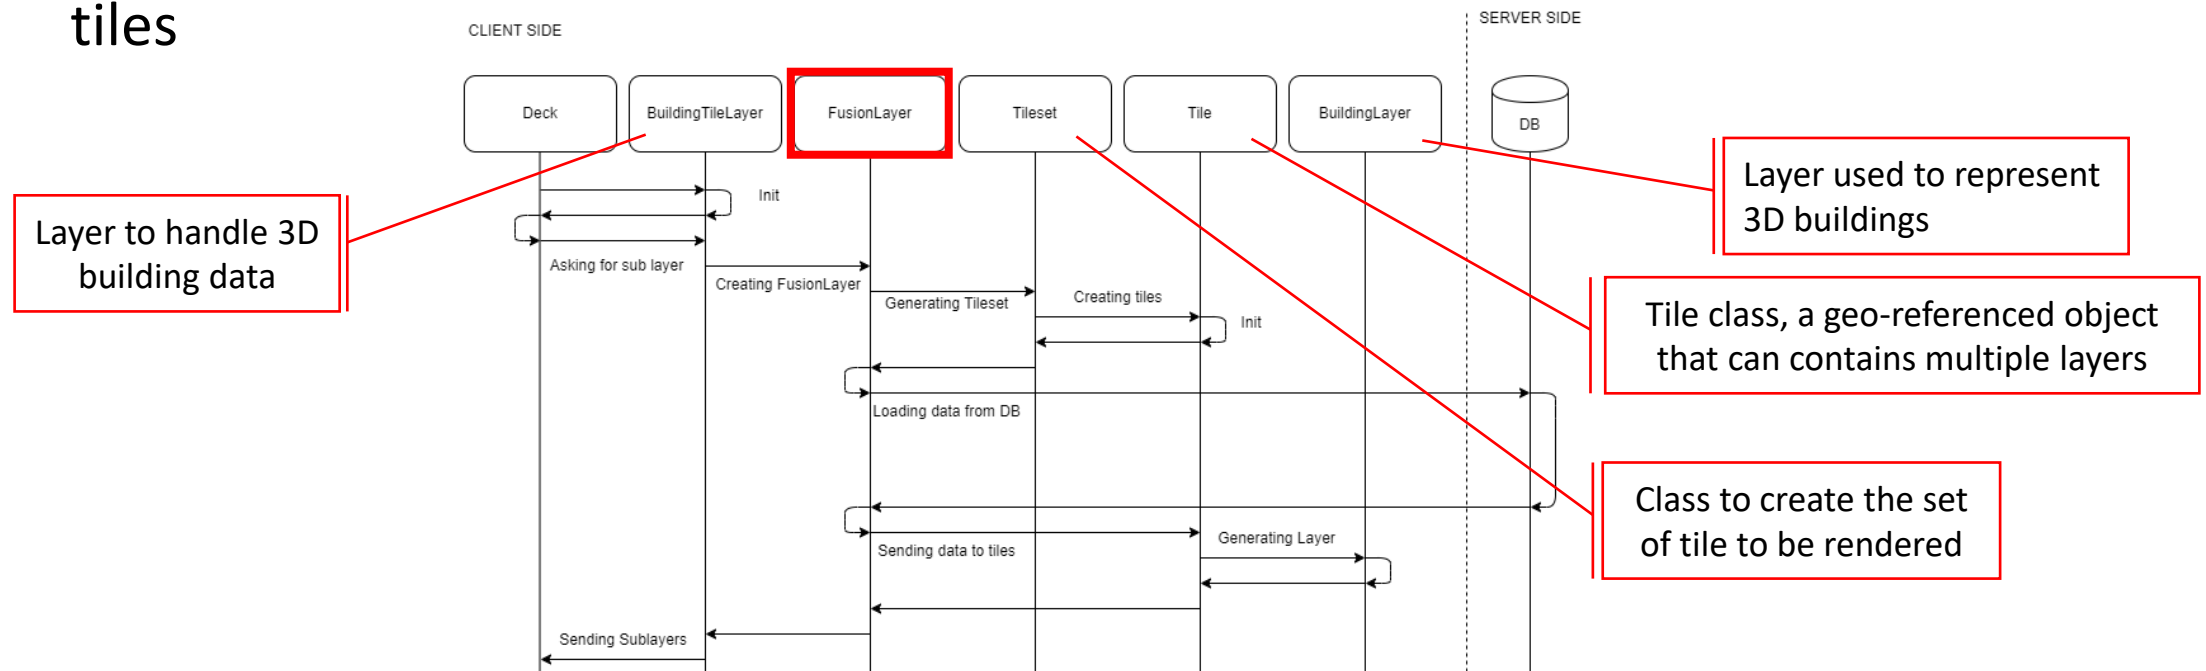 tiles
CLIENT SIDE
SERVER SIDE
Deck
BuildingTileLayer
FusionLayer
Tileset
Tile
BuildingLayer
DB
Layer used to represent
3D buildings
Init
Layer to handle 3D
building data
Asking for sub layer
Creating FusionLayer
Generating Tileset
Creating tiles
Init
Tile class, a geo-referenced object
that can contains multiple layers
Loading data from DB
Class to create the set
of tile to be rendered
Sending data to tiles
Generating Layer
Sending Sublayers